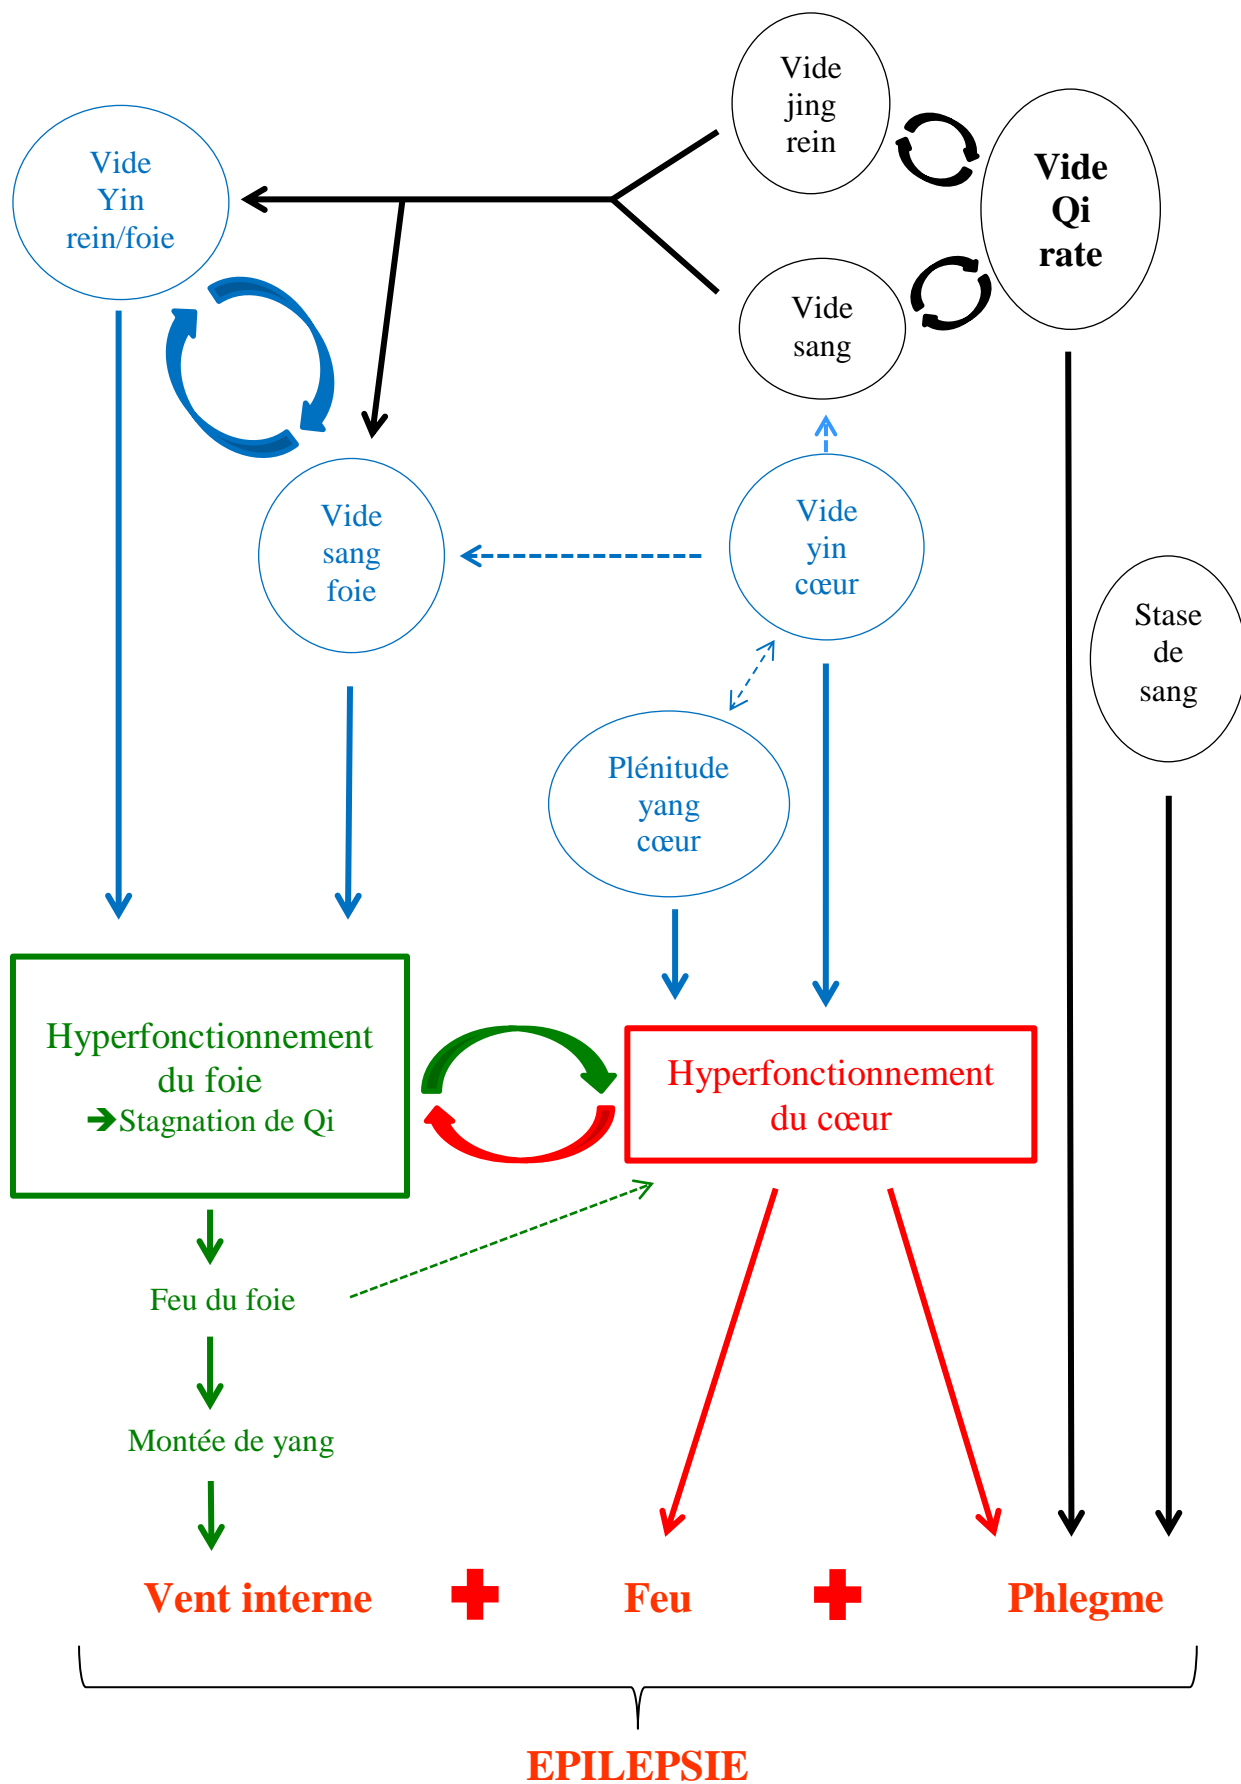 Vide
jing
rein
Vide
Yin
rein/foie
Vide
Qi
rate
Vide
sang
Vide
sang
foie
Vide
yin
cœur
Stase
de
sang
Plénitude
yang
cœur
Hyperfonctionnement
du foie
➔Stagnation de Qi
Hyperfonctionnement
du cœur
Feu du foie
Montée de yang
Vent interne
Feu
Phlegme
EPILEPSIE